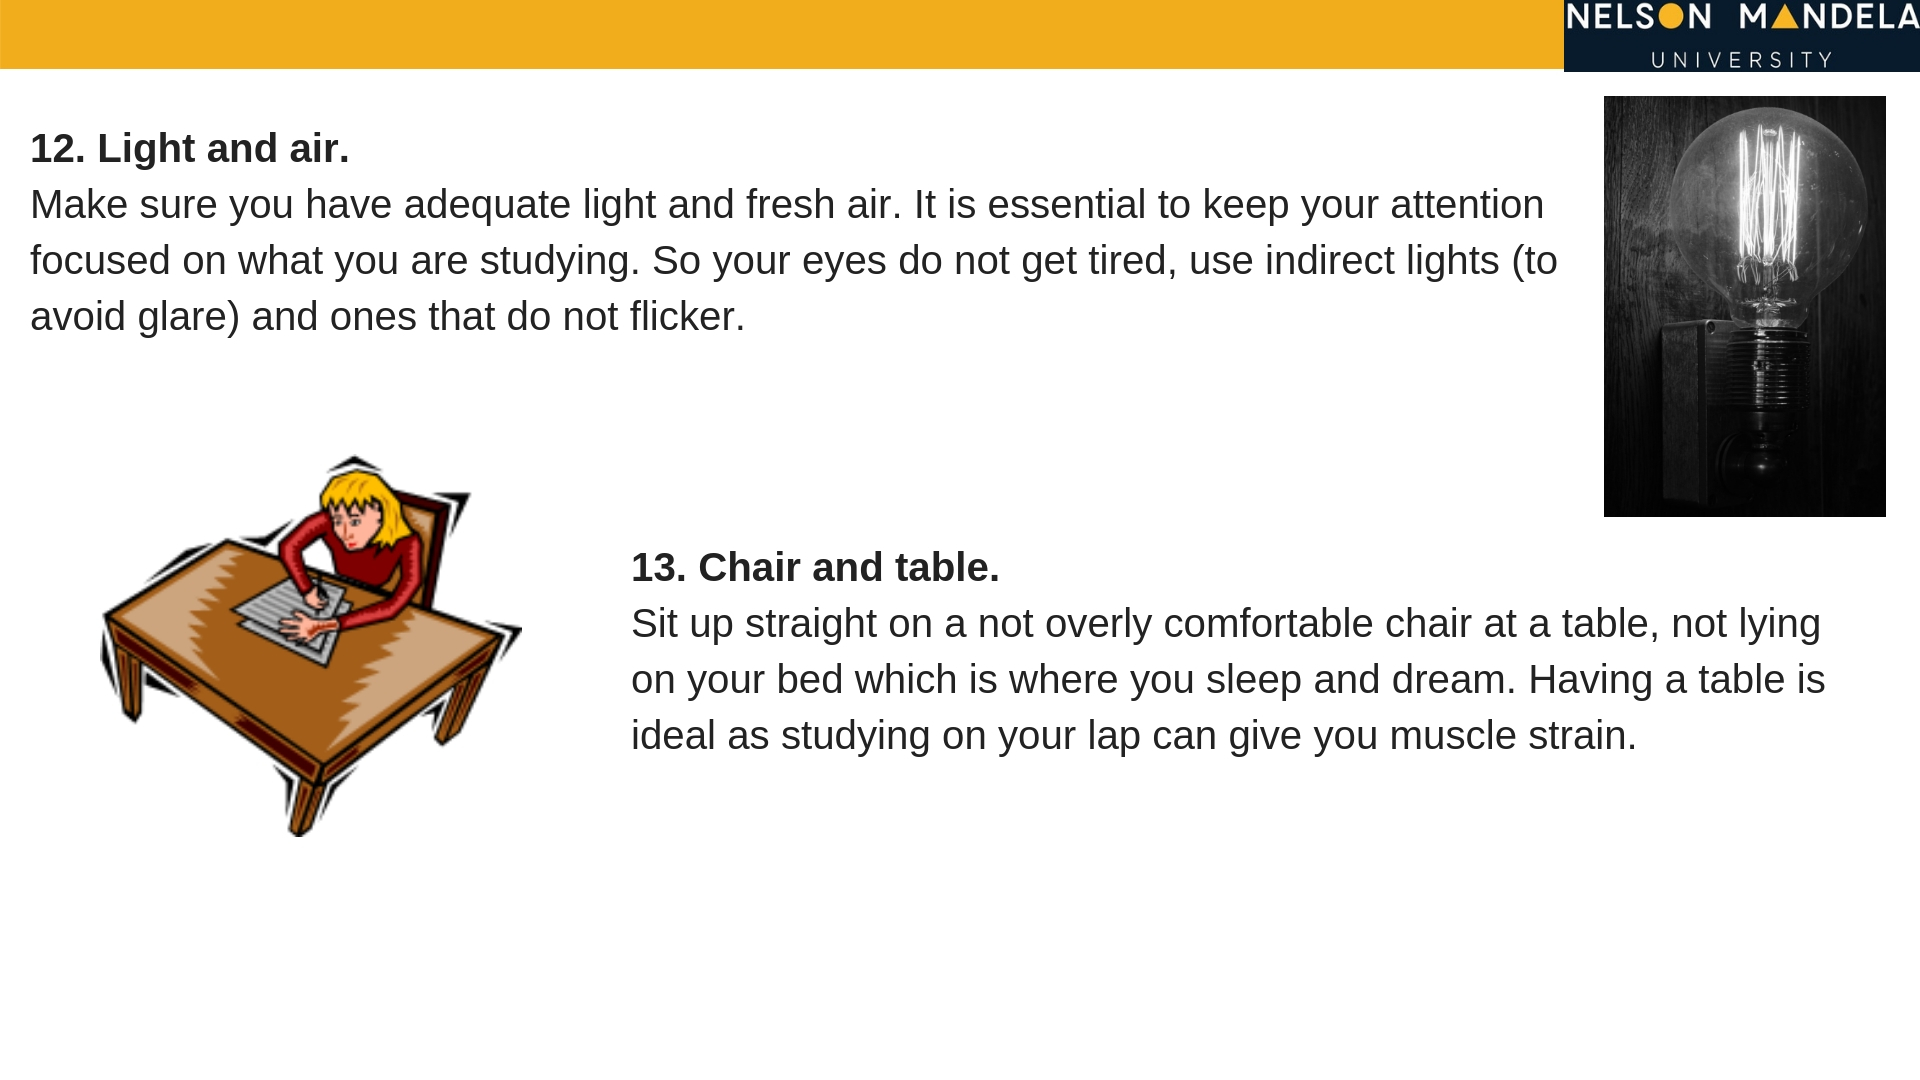 NELSON MANDELA
UNIVERSITY
12. Light and air.
Make sure you have adequate light and fresh air. It is essential to keep your attention
focused on what you are studying. So your eyes do not get tired, use indirect lights (to
avoid glare) and ones that do not flicker.
13. Chair and table.
Sit up straight on a not overly comfortable chair at a table, not lying
on your bed which is where you sleep and dream. Having a table is
ideal as studying on your lap can give you muscle strain.